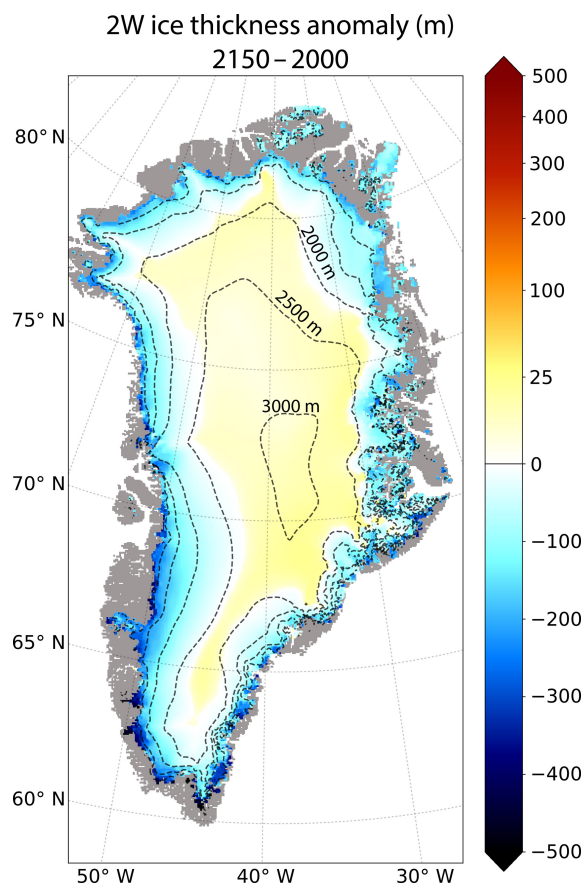 2W ice thickness anomaly (m)
2150 – 2000
80° N
75° N
70° N
65° N
60° N
50° W
40° W
30° W
2000 m
2500 m
3000 m
500
400
300
200
100
25
0
−100
−200
−300
−400
−500